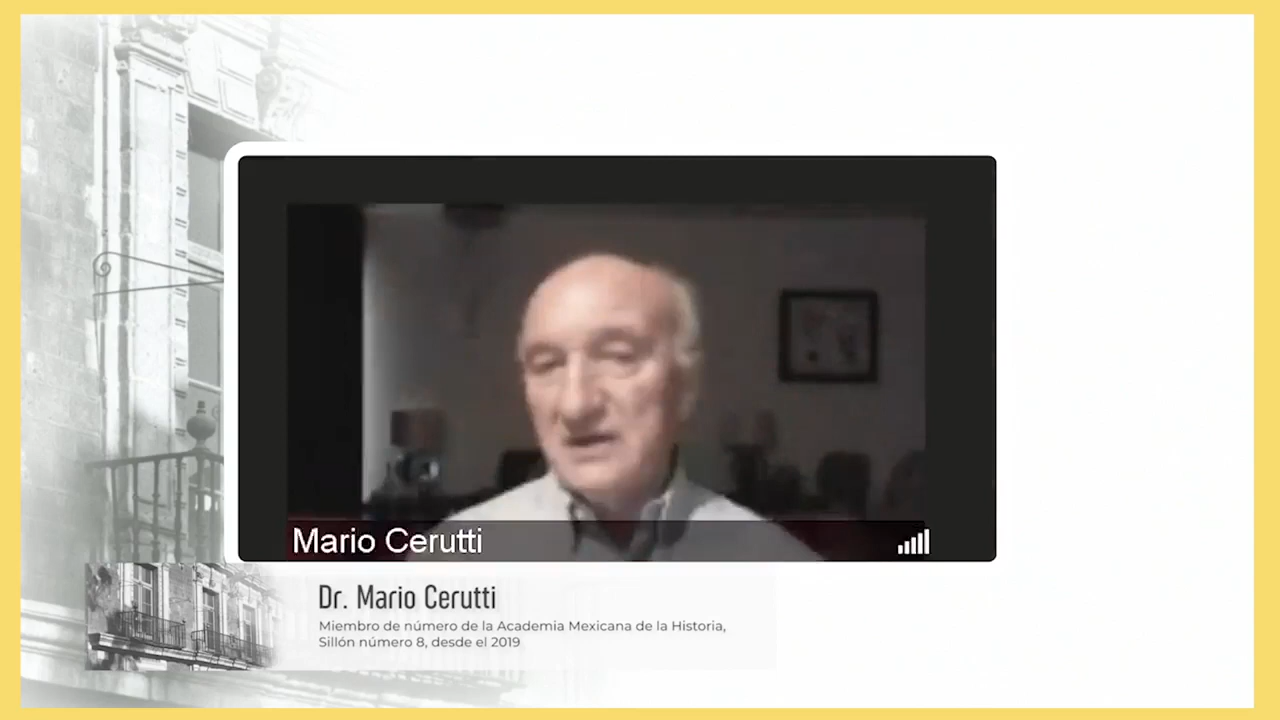 Mario Cerutti
Dr. Mario Cerutti
Miembro de número de la Academia Mexicana de la Historia,
Sillón número 8, desde el 2019